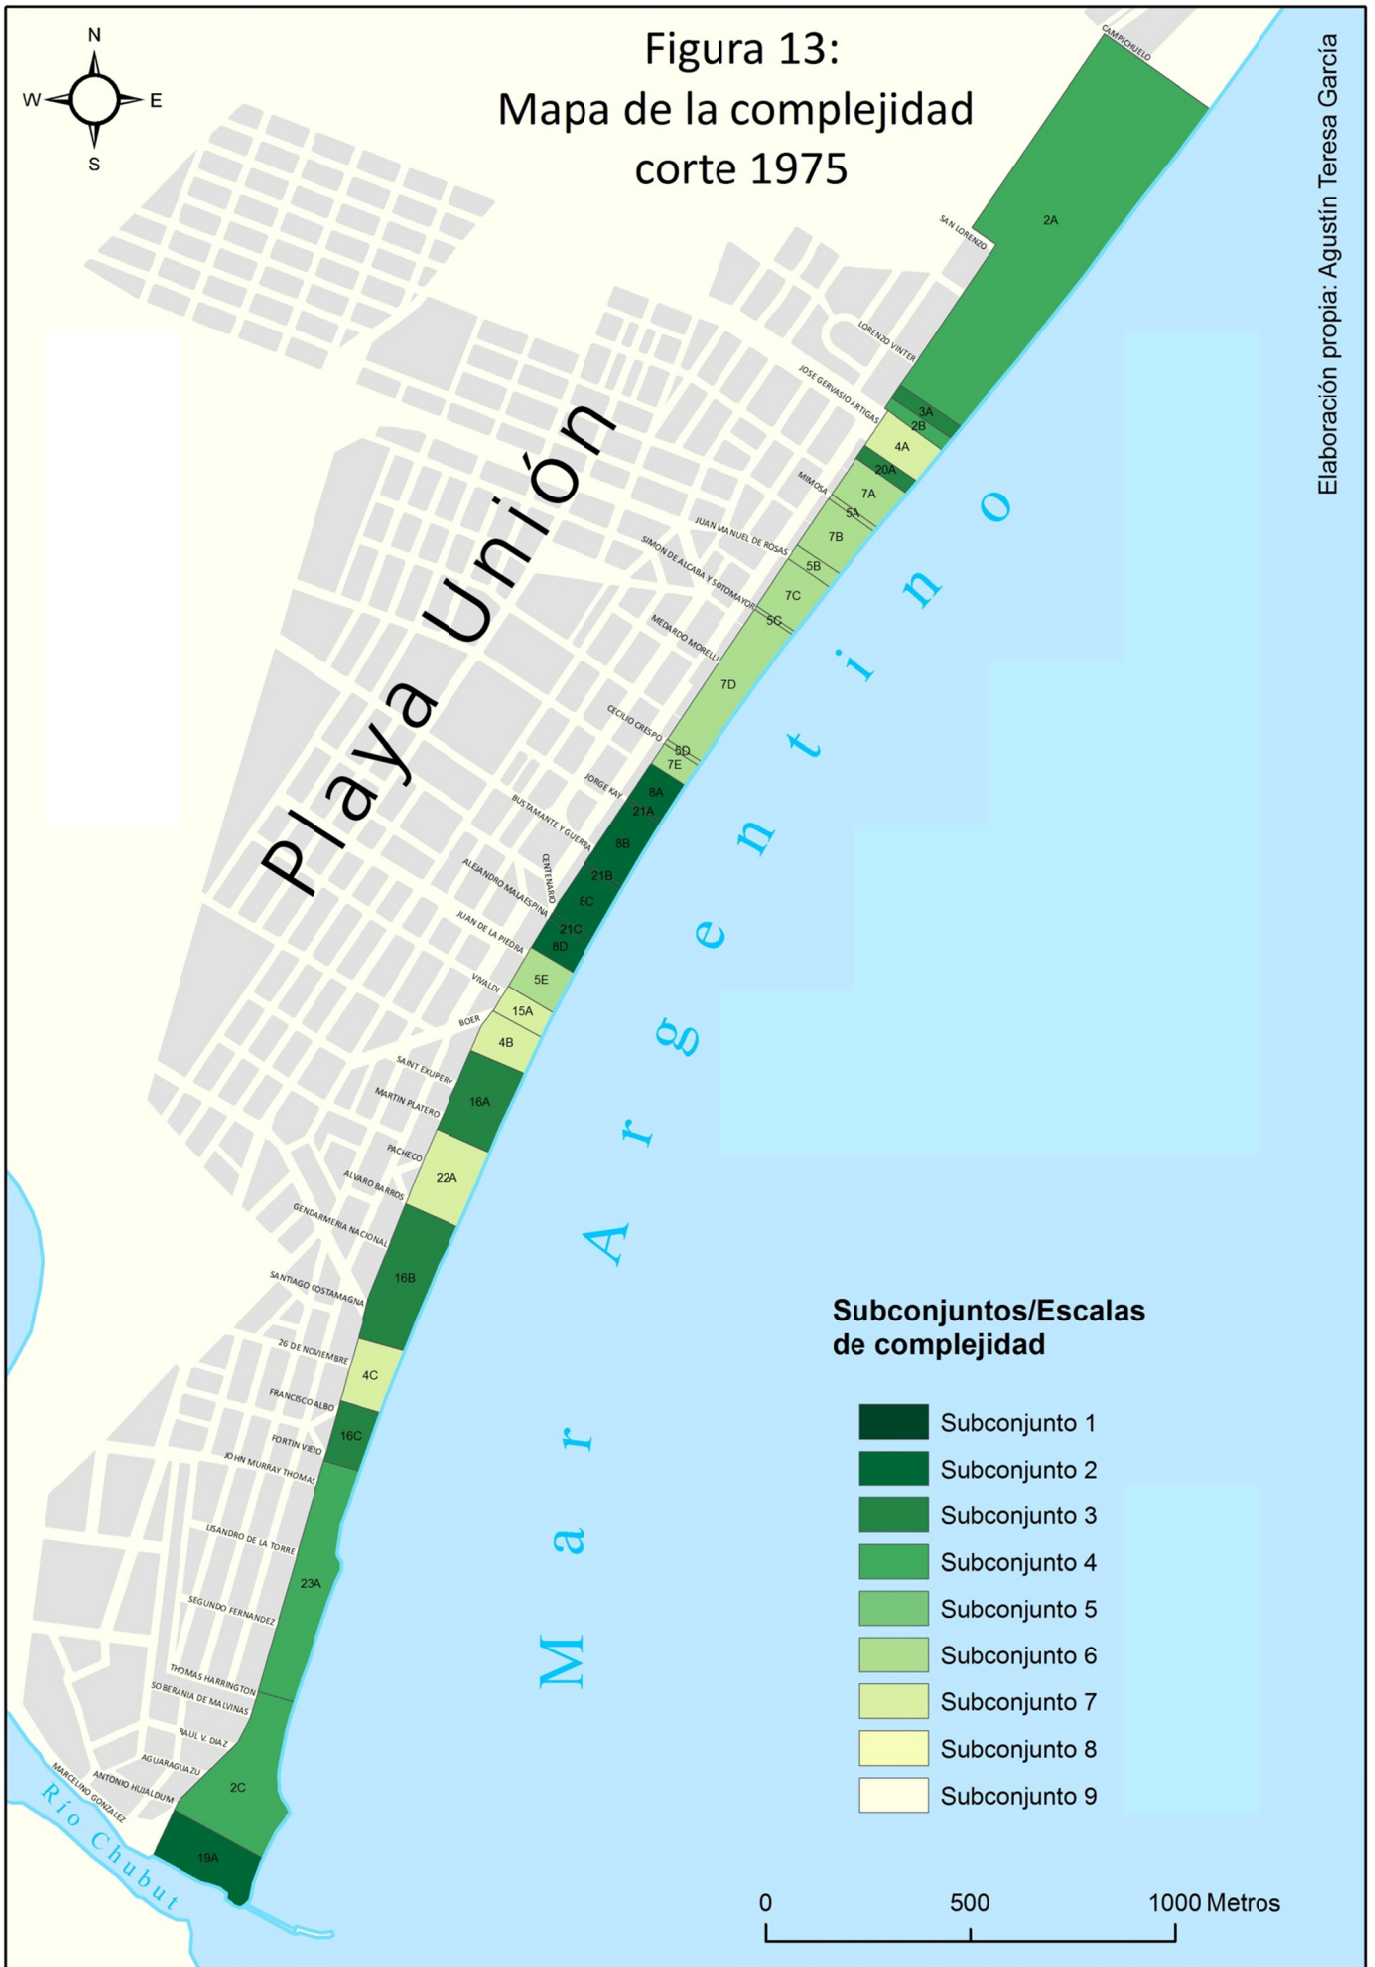 N
W
E
S
Figura 13:
Mapa de la complejidad
corte 1975
Elaboración propia: Agustín Teresa García
CAMPICHUELO
2A
SAN LORENZO
LORENZO VINTER
JOSE GERVASIO ARTIGAS
3A
2B
4A
20A
MIMOSA
7A
5A
JUAN MANUEL DE ROSAS
7B
5B
SIMON DE ALCABA Y SOTOMAYOR
7C
5C
MEDARDO MORELLI
7D
CECILIO CRESPO
5D
7E
JORGE KAY
8A
21A
BUSTAMANTE Y GUERRA
8B
21B
CENTENARIO
ALEJANDRO MALAESPINA
8C
21C
8D
JUAN DE LA PIEDRA
5E
VIVALDI
15A
BOER
4B
SAINT EXUPERY
16A
MARTIN PLATERO
PACHECO
22A
ALVARO BARROS
GENDARMERIA NACIONAL
16B
SANTIAGO COSTAMAGNA
26 DE NOVIEMBRE
4C
FRANCISCO ALBO
16C
FORTIN VIEJO
JOHN MURRAY THOMAS
LISANDRO DE LA TORRE
23A
SEGUNDO FERNANDEZ
THOMAS HARRINGTON
SOBERANIA DE MALVINAS
RAUL V. DIAZ
AGUARAGUAZU
2C
ANTONIO HUALDUM
MARCELINO GONZALEZ
19A
Playa Unión
Mar Argentino
Río Chubut
Subconjuntos/Escalas
de complejidad
Subconjunto 1
Subconjunto 2
Subconjunto 3
Subconjunto 4
Subconjunto 5
Subconjunto 6
Subconjunto 7
Subconjunto 8
Subconjunto 9
0 500 1000 Metros